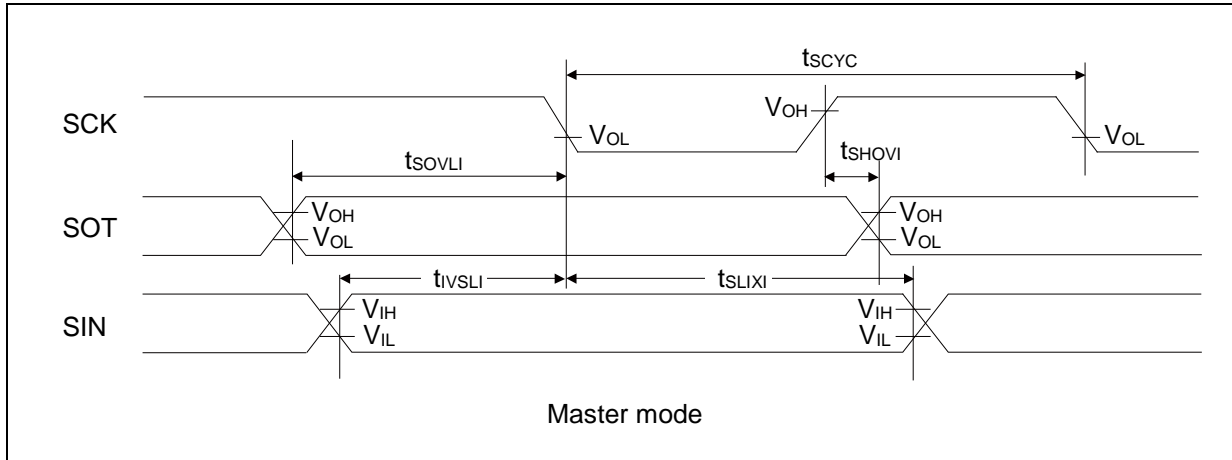 tSCYC
SCK
VOH
VOL
VOL
tSHOVI
tSOVLI
SOT
VOH
VOL
VOH
VOL
tIVSLI
tSLIXI
SIN
VIH
VIL
VIH
VIL
Master mode